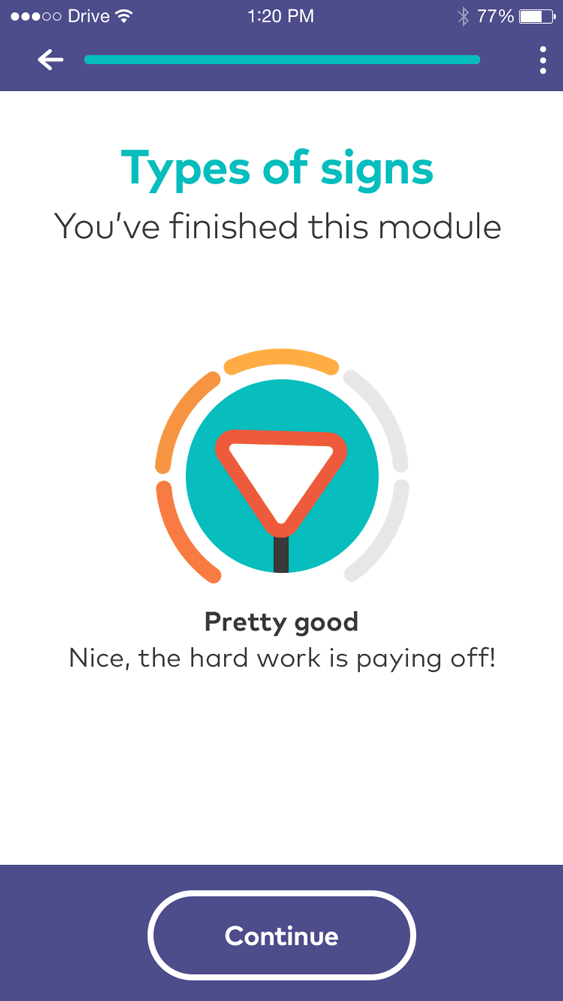 Drive 1:20 PM 77%
Types of signs
You’ve finished this module
Pretty good
Nice, the hard work is paying off!
Continue